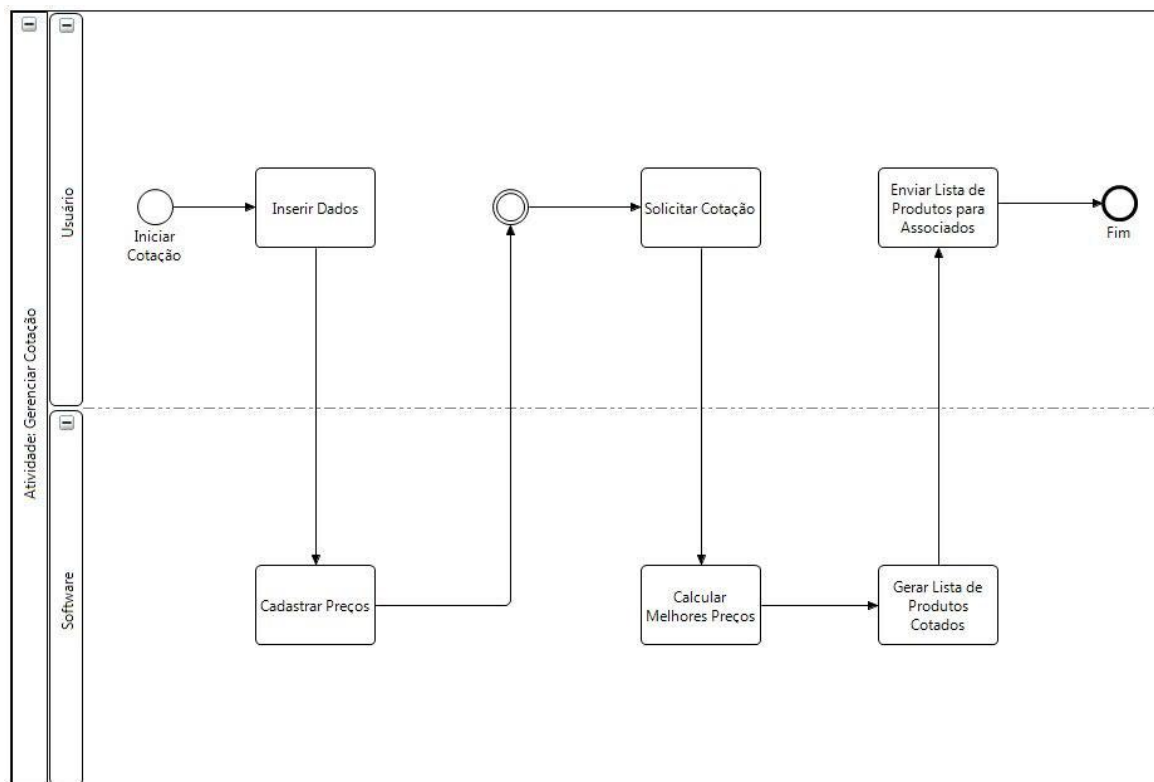 Atividade: Gerenciar Cotação
Usuário
Iniciar
Cotação
Inserir Dados
Solicitar Cotação
Enviar Lista de
Produtos para
Associados
Fim
Software
Cadastrar Preços
Calcular
Melhores Preços
Gerar Lista de
Produtos
Cotados